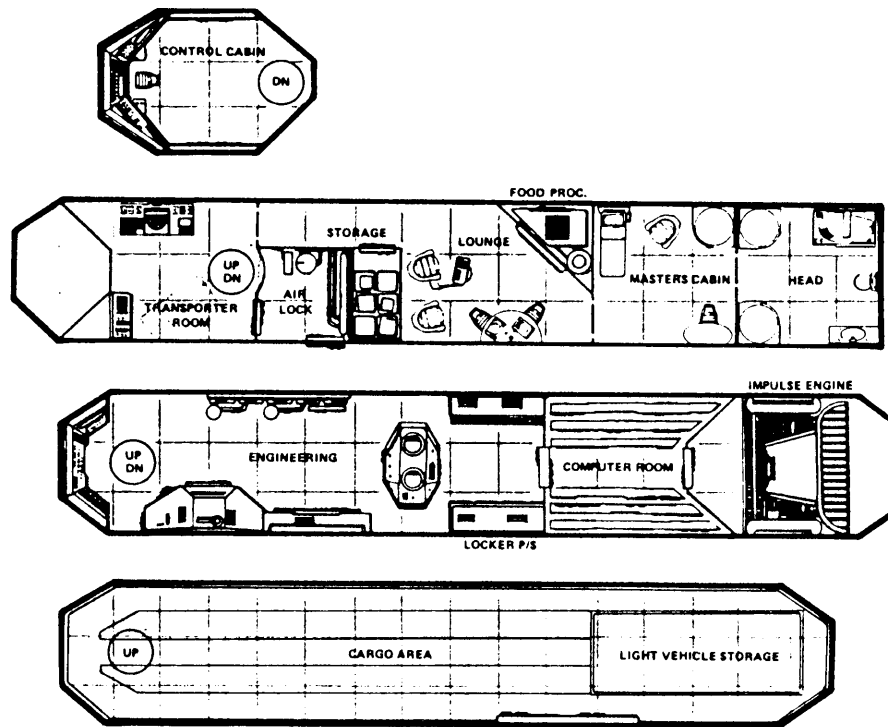 CONTROL CABIN
DN
FOOD PROC.
STORAGE
LOUNGE
UP
DN
AIR
LOCK
TRANSPORTER
ROOM
MASTERS CABIN
HEAD
IMPULSE ENGINE
UP
DN
ENGINEERING
COMPUTER ROOM
LOCKER P/S
UP
CARGO AREA
LIGHT VEHICLE STORAGE